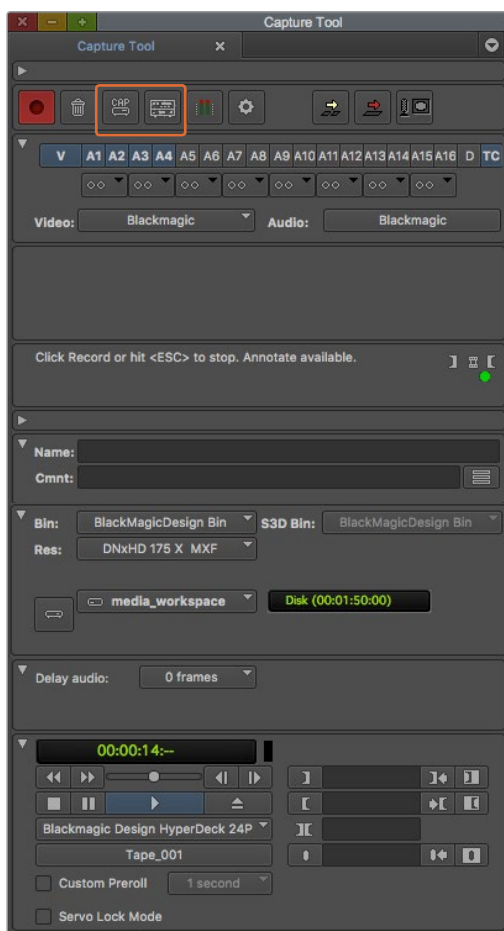 Capture Tool
Capture Tool
CAP
V A1 A2 A3 A4 A5 A6 A7 A8 A9 A10 A11 A12 A13 A14 A15 A16 D TC
Video: Blackmagic Audio: Blackmagic
Click Record or hit <ESC> to stop. Annotate available.
Name:
Cmnt:
Bin: BlackMagicDesign Bin S3D Bin: BlackMagicDesign Bin
Res: DNxHD 175 X MXF
media_workspace Disk (00:01:50:00)
Delay audio: 0 frames
00:00:14:--
Blackmagic Design HyperDeck 24P
Tape_001
Custom Preroll 1 second
Servo Lock Mode